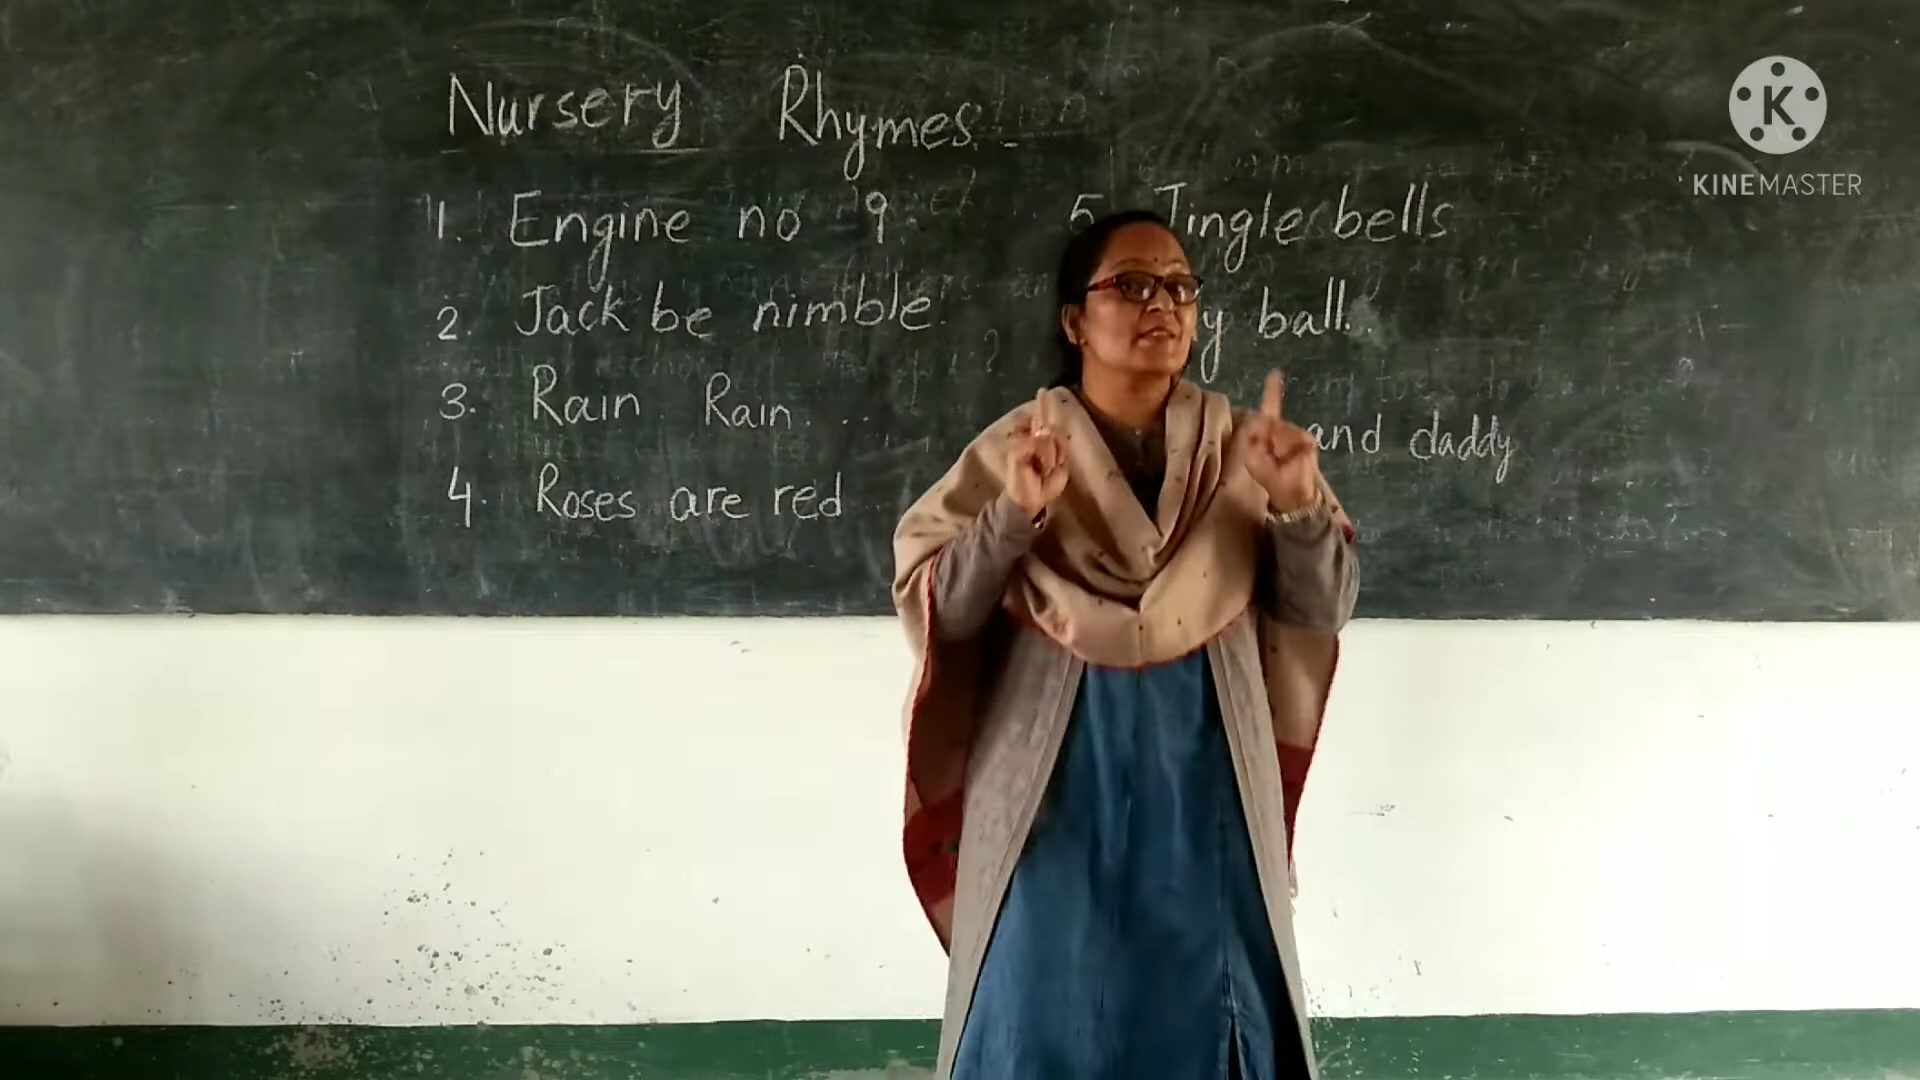 Nursery Rhymes:-
1. Engine no 9.
2. Jack be nimble.
3. Rain Rain...
4. Roses are red
5. Jingle bells
ball..
and daddy
KINEMASTER